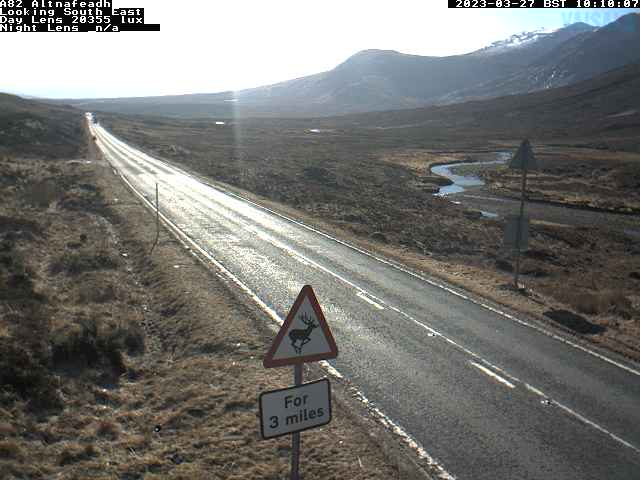 A82 Altnafeadh
Looking South East
Day Lens 20355 lux
Night Lens n/a
2023-03-27 BST 10:10:07
VAISALA
For
3 miles